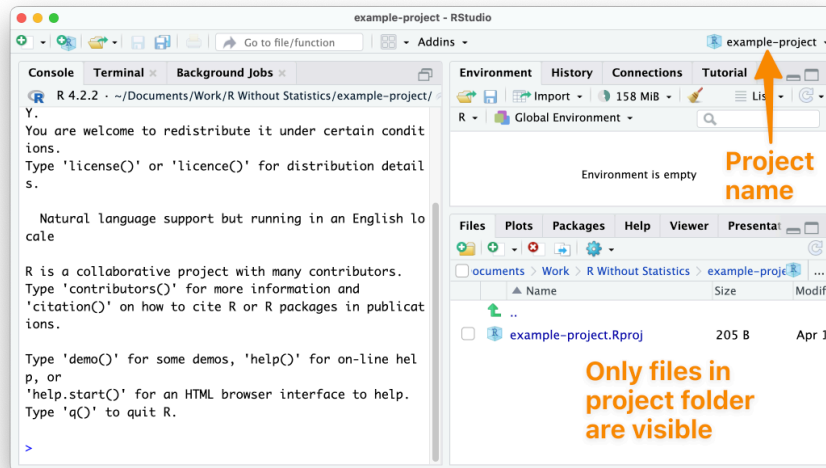 example-project - RStudio
Go to file/function
Addins
example-project
Console Terminal Background Jobs
R 4.2.2 · ~/Documents/Work/R Without Statistics/example-project/
Y.
You are welcome to redistribute it under certain condit
ions.
Type 'license()' or 'licence()' for distribution detail
s.
Natural language support but running in an English lo
cale
R is a collaborative project with many contributors.
Type 'contributors()' for more information and
'citation()' on how to cite R or R packages in publicat
ions.
Type 'demo()' for some demos, 'help()' for on-line hel
p, or
'help.start()' for an HTML browser interface to help.
Type 'q()' to quit R.
>
Environment History Connections Tutorial
Import 158 MiB
R Global Environment
Environment is empty
Project
name
Files Plots Packages Help Viewer
ocuments > Work > R Without Statistics > example-proje ...
Name Size
..
example-project.Rproj 205 B Apr 1
Only files in
project folder
are visible